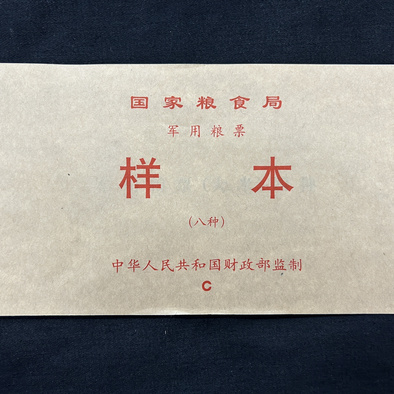 国家粮食局
军用粮票
样本
(八种)
中华人民共和国财政部监制
C